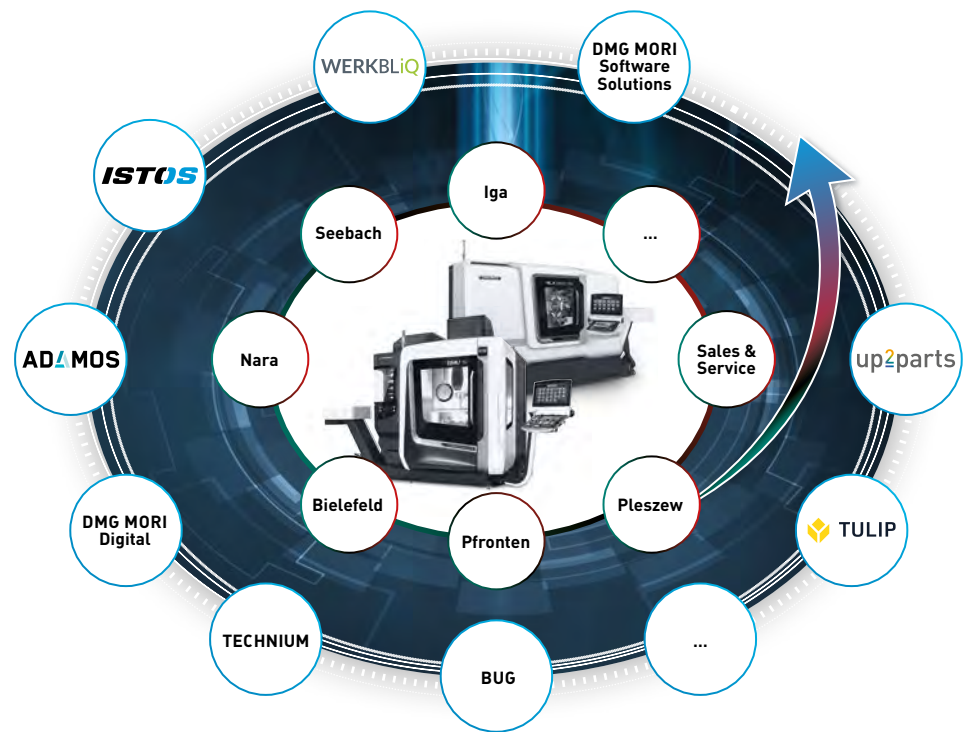 WERKBLiQ
DMG MORI
Software
Solutions
ISTOS
Iga
Seebach
...
ADAMOS
Nara
Sales &
Service
up2parts
Bielefeld
Pleszew
DMG MORI
Digital
Pfronten
TULIP
TECHNIUM
...
BUG